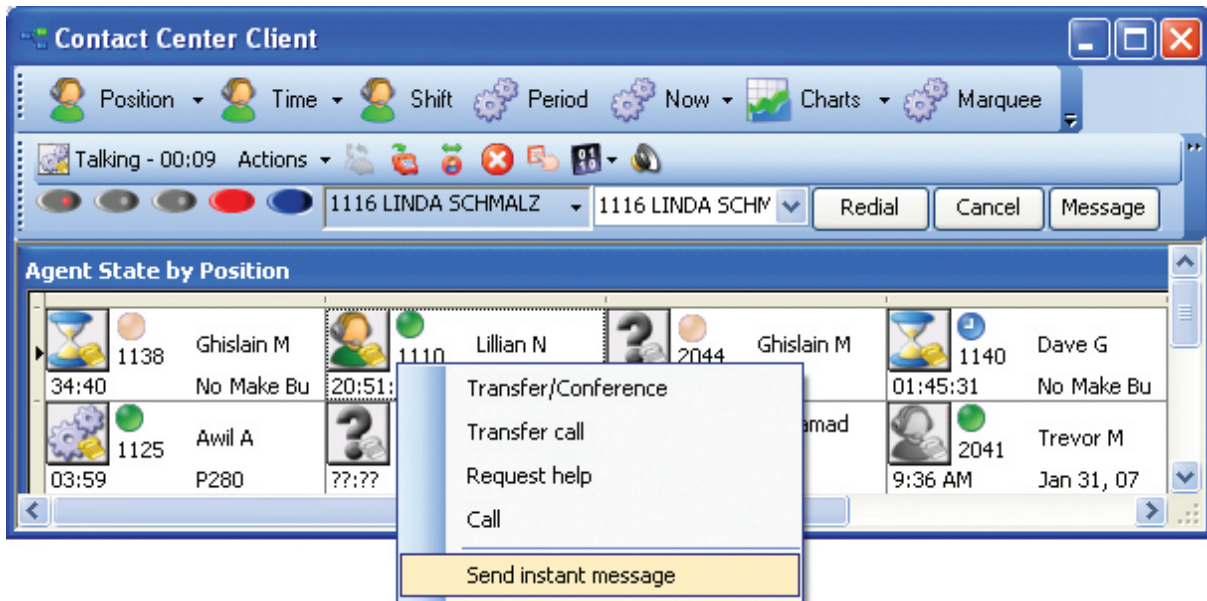 Contact Center Client
Position Time Shift Period Now Charts Marquee
Talking - 00:09 Actions
1116 LINDA SCHMALZ 1116 LINDA SCHM Redial Cancel Message
Agent State by Position
1138 Ghislain M 1110 Lillian N 2044 Ghislain M 1140 Dave G
34:40 No Make Bu 20:51: 01:45:31 No Make Bu
Transfer/Conference
Transfer call
1125 Awil A amad 2041 Trevor M
03:59 P280 ??:?? 9:36 AM Jan 31, 07
Request help
Call
Send instant message